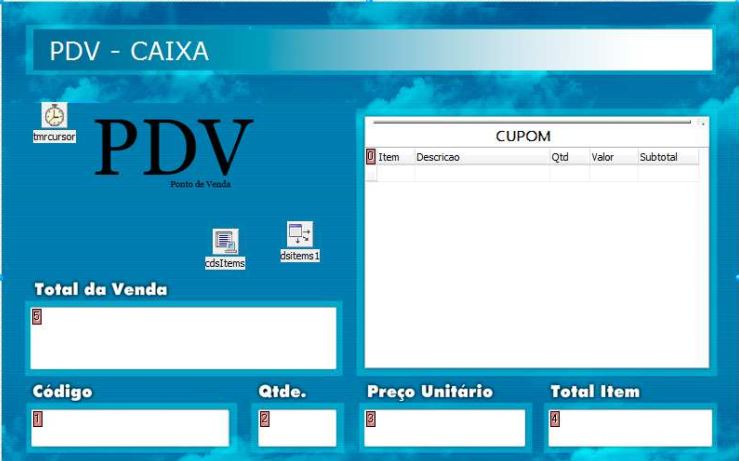 PDV - CAIXA
tmrcursor
PDV
Ponto de Venda
CUPOM
0 Item Descricao Qtd Valor Subtotal
cdsItems
dsitems1
Total da Venda
5
Código Qtde. Preço Unitário Total Item
1 2 3 4